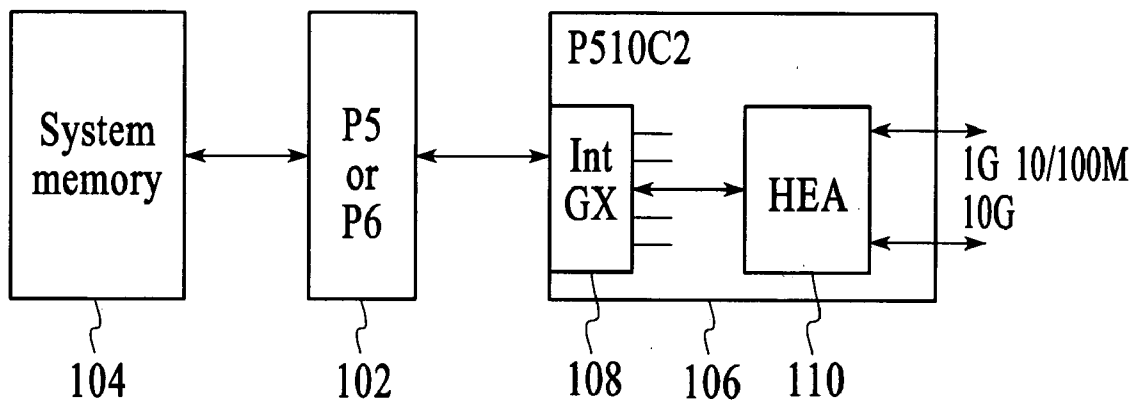 System
memory
P5
or
P6
P510C2
Int
GX
HEA
1G 10/100M
10G
104
102
108
106
110